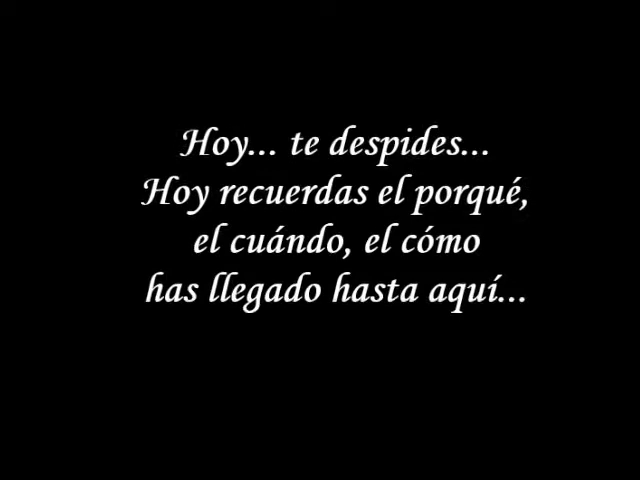 Hoy... te despides...
Hoy recuerdas el porqué,
el cuándo, el cómo
has llegado hasta aquí...